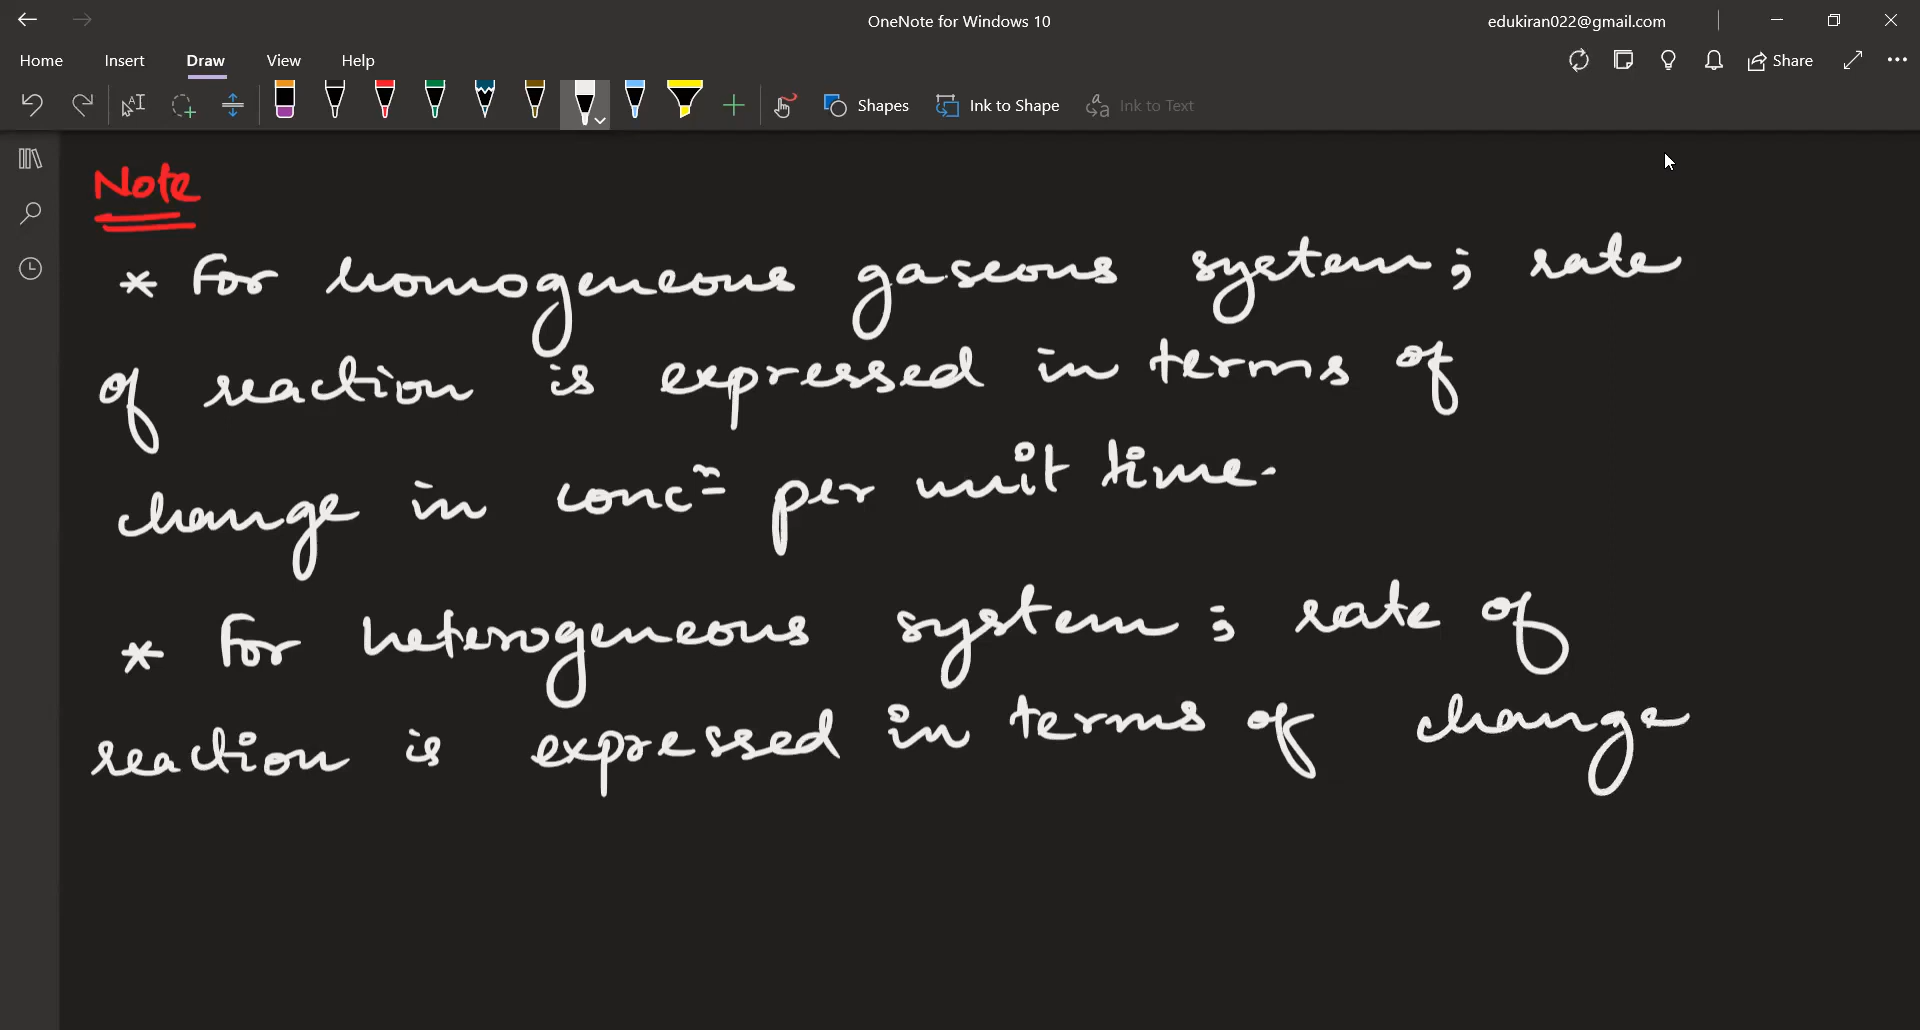 OneNote for Windows 10
edukiran022@gmail.com
Home Insert Draw View Help
Share
Shapes Ink to Shape Ink to Text
Note
* For homogeneous gaseous system; rate
of reaction is expressed in terms of
change in concⁿ per unit time.
* For heterogeneous system; rate of
reaction is expressed in terms of change